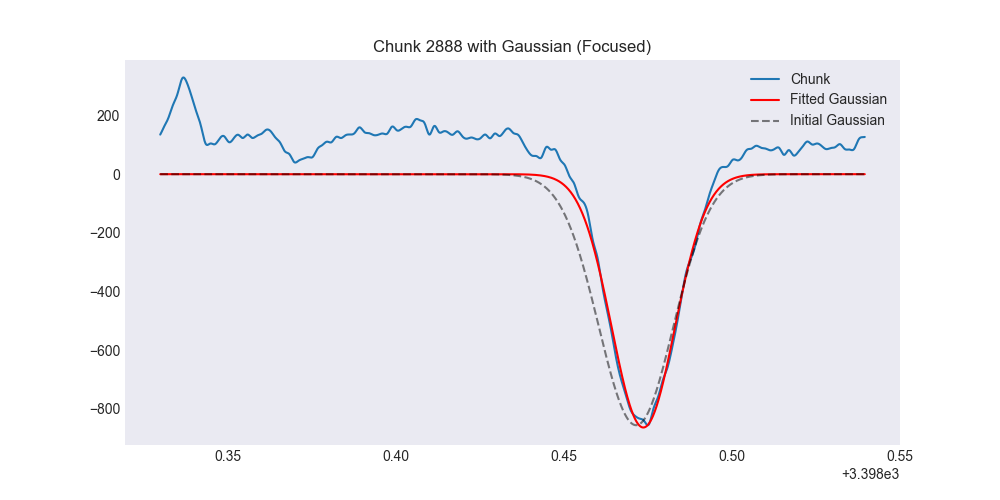 Chunk 2888 with Gaussian (Focused)
Chunk
Fitted Gaussian
Initial Gaussian
200
0
−200
−400
−600
−800
0.35 0.40 0.45 0.50 0.55
+3.398e3